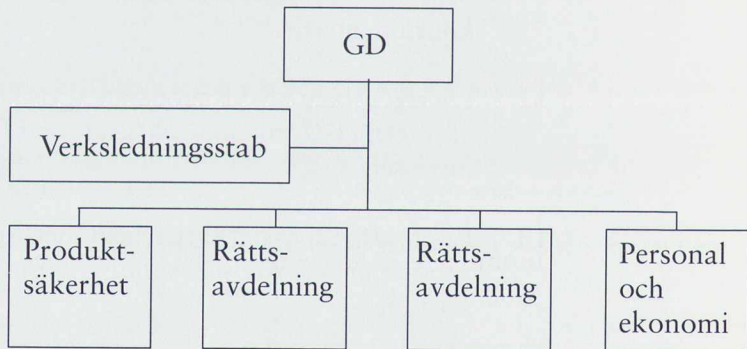 GD
Verksledningsstab
Produkt-
säkerhet
Rätts-
avdelning
Rätts-
avdelning
Personal
och
ekonomi